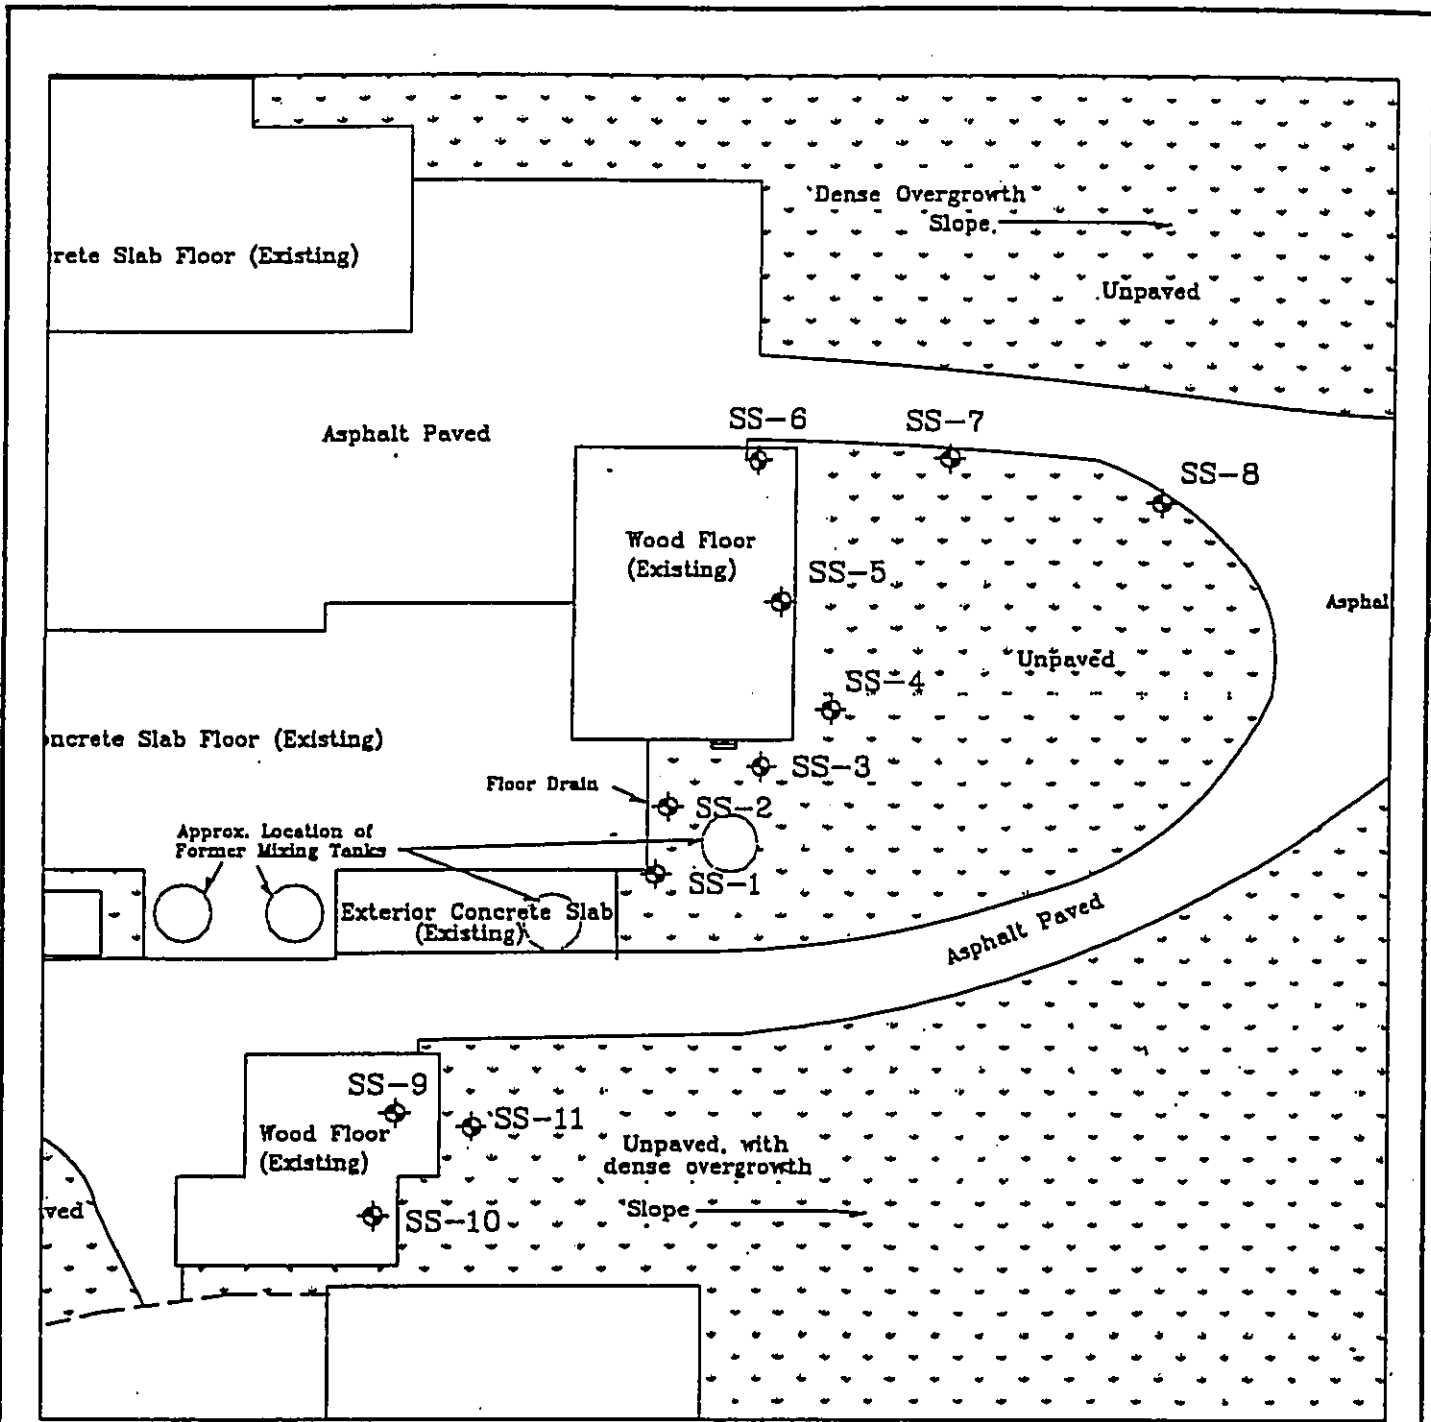 Dense Overgrowth
Slope
rete Slab Floor (Existing)
Unpaved
SS-6
SS-7
Asphalt Paved
SS-8
Wood Floor
(Existing)
SS-5
Asphal
Unpaved
SS-4
ncrete Slab Floor (Existing)
SS-3
Floor Drain
SS-2
Approx. Location of
Former Mixing Tanks
SS-1
Exterior Concrete Slab
(Existing)
Asphalt Paved
SS-9
SS-11
Wood Floor
(Existing)
Unpaved, with
dense overgrowth
ved
Slope
SS-10